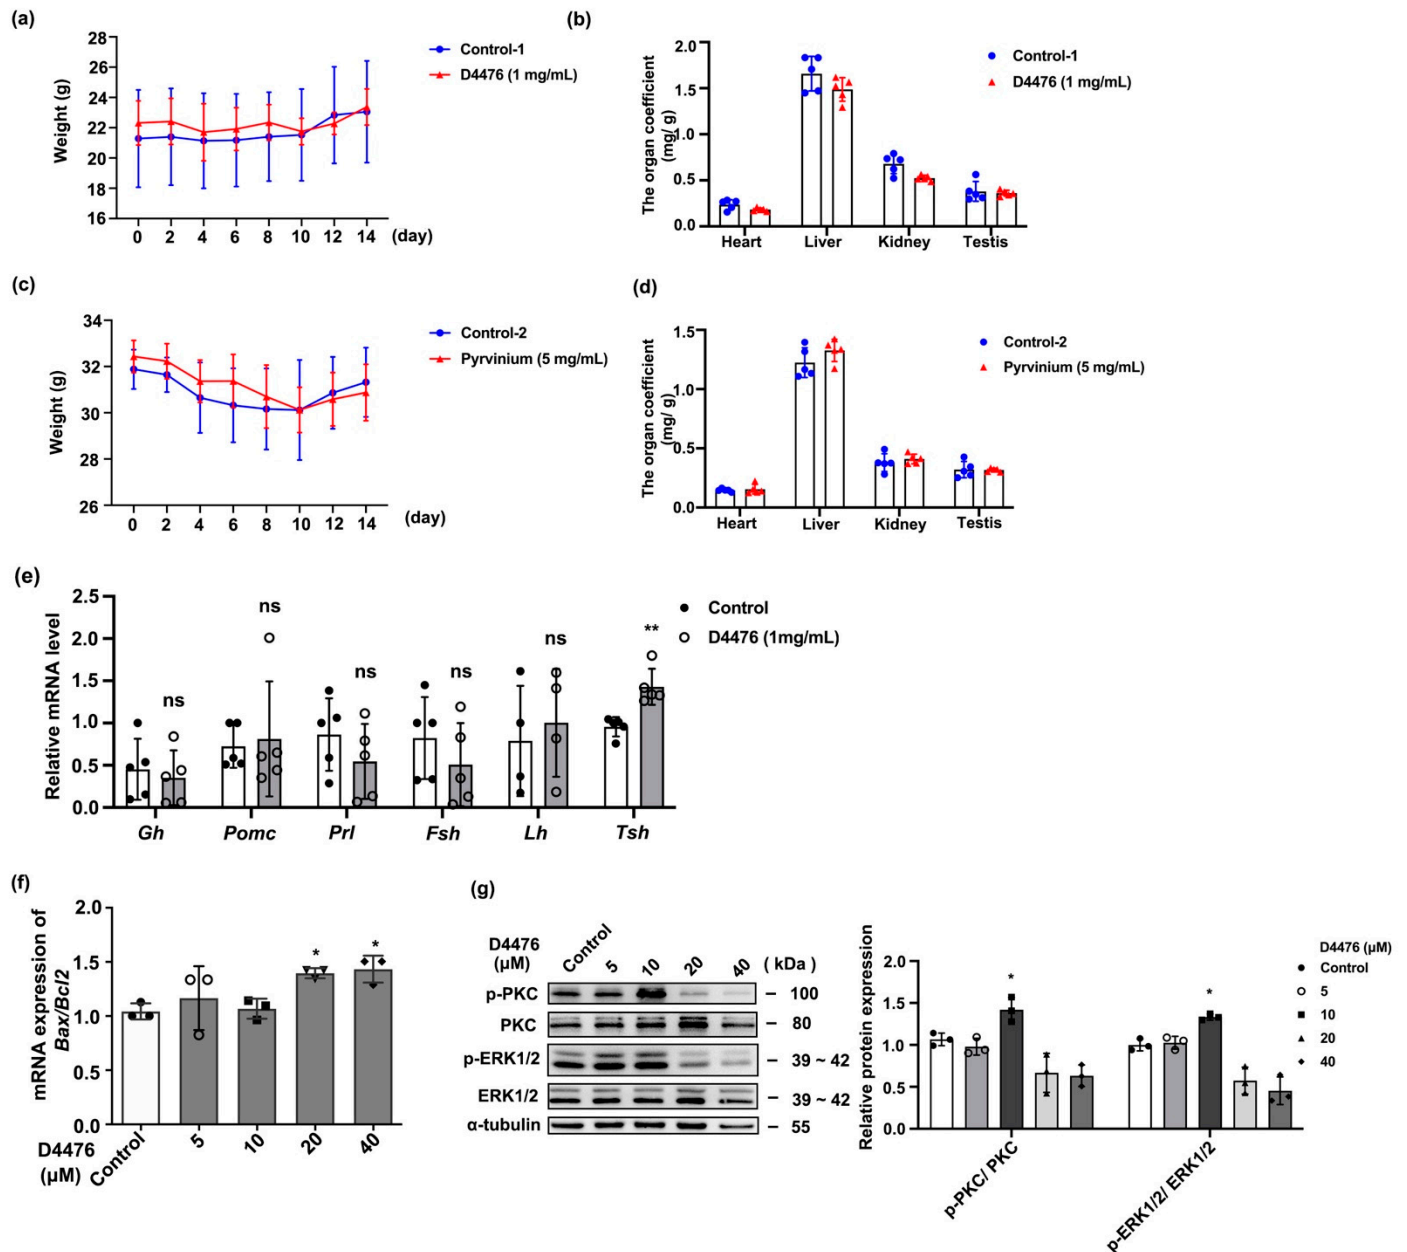 (a)
28
26
24
22
20
18
16
Weight (g)
0 2 4 6 8 10 12 14 (day)
Control-1
D4476 (1 mg/mL)
(b)
2.0
1.5
1.0
0.5
0.0
The organ coefficient
(mg/ g)
Heart Liver Kidney Testis
Control-1
D4476 (1 mg/mL)
(c)
34
32
30
28
26
Weight (g)
0 2 4 6 8 10 12 14 (day)
Control-2
Pyrvinium (5 mg/mL)
(d)
1.5
1.0
0.5
0.0
The organ coefficient
(mg/ g)
Heart Liver Kidney Testis
Control-2
Pyrvinium (5 mg/mL)
(e)
2.5
2.0
1.5
1.0
0.5
0.0
Relative mRNA level
ns ns ns ns ns **
Gh Pomc Prl Fsh Lh Tsh
Control
D4476 (1mg/mL)
(f)
2.0
1.5
1.0
0.5
0.0
mRNA expression of
Bax/Bcl2
* *
D4476
(μM)
Control 5 10 20 40
(g)
D4476
(μM)
Control 5 10 20 40 ( kDa )
p-PKC – 100
PKC – 80
p-ERK1/2 – 39 ~ 42
ERK1/2 – 39 ~ 42
α-tubulin – 55
Relative protein expression
2.0
1.5
1.0
0.5
0.0
* *
p-PKC/ PKC
p-ERK1/2/ ERK1/2
D4476 (μM)
Control
5
10
20
40